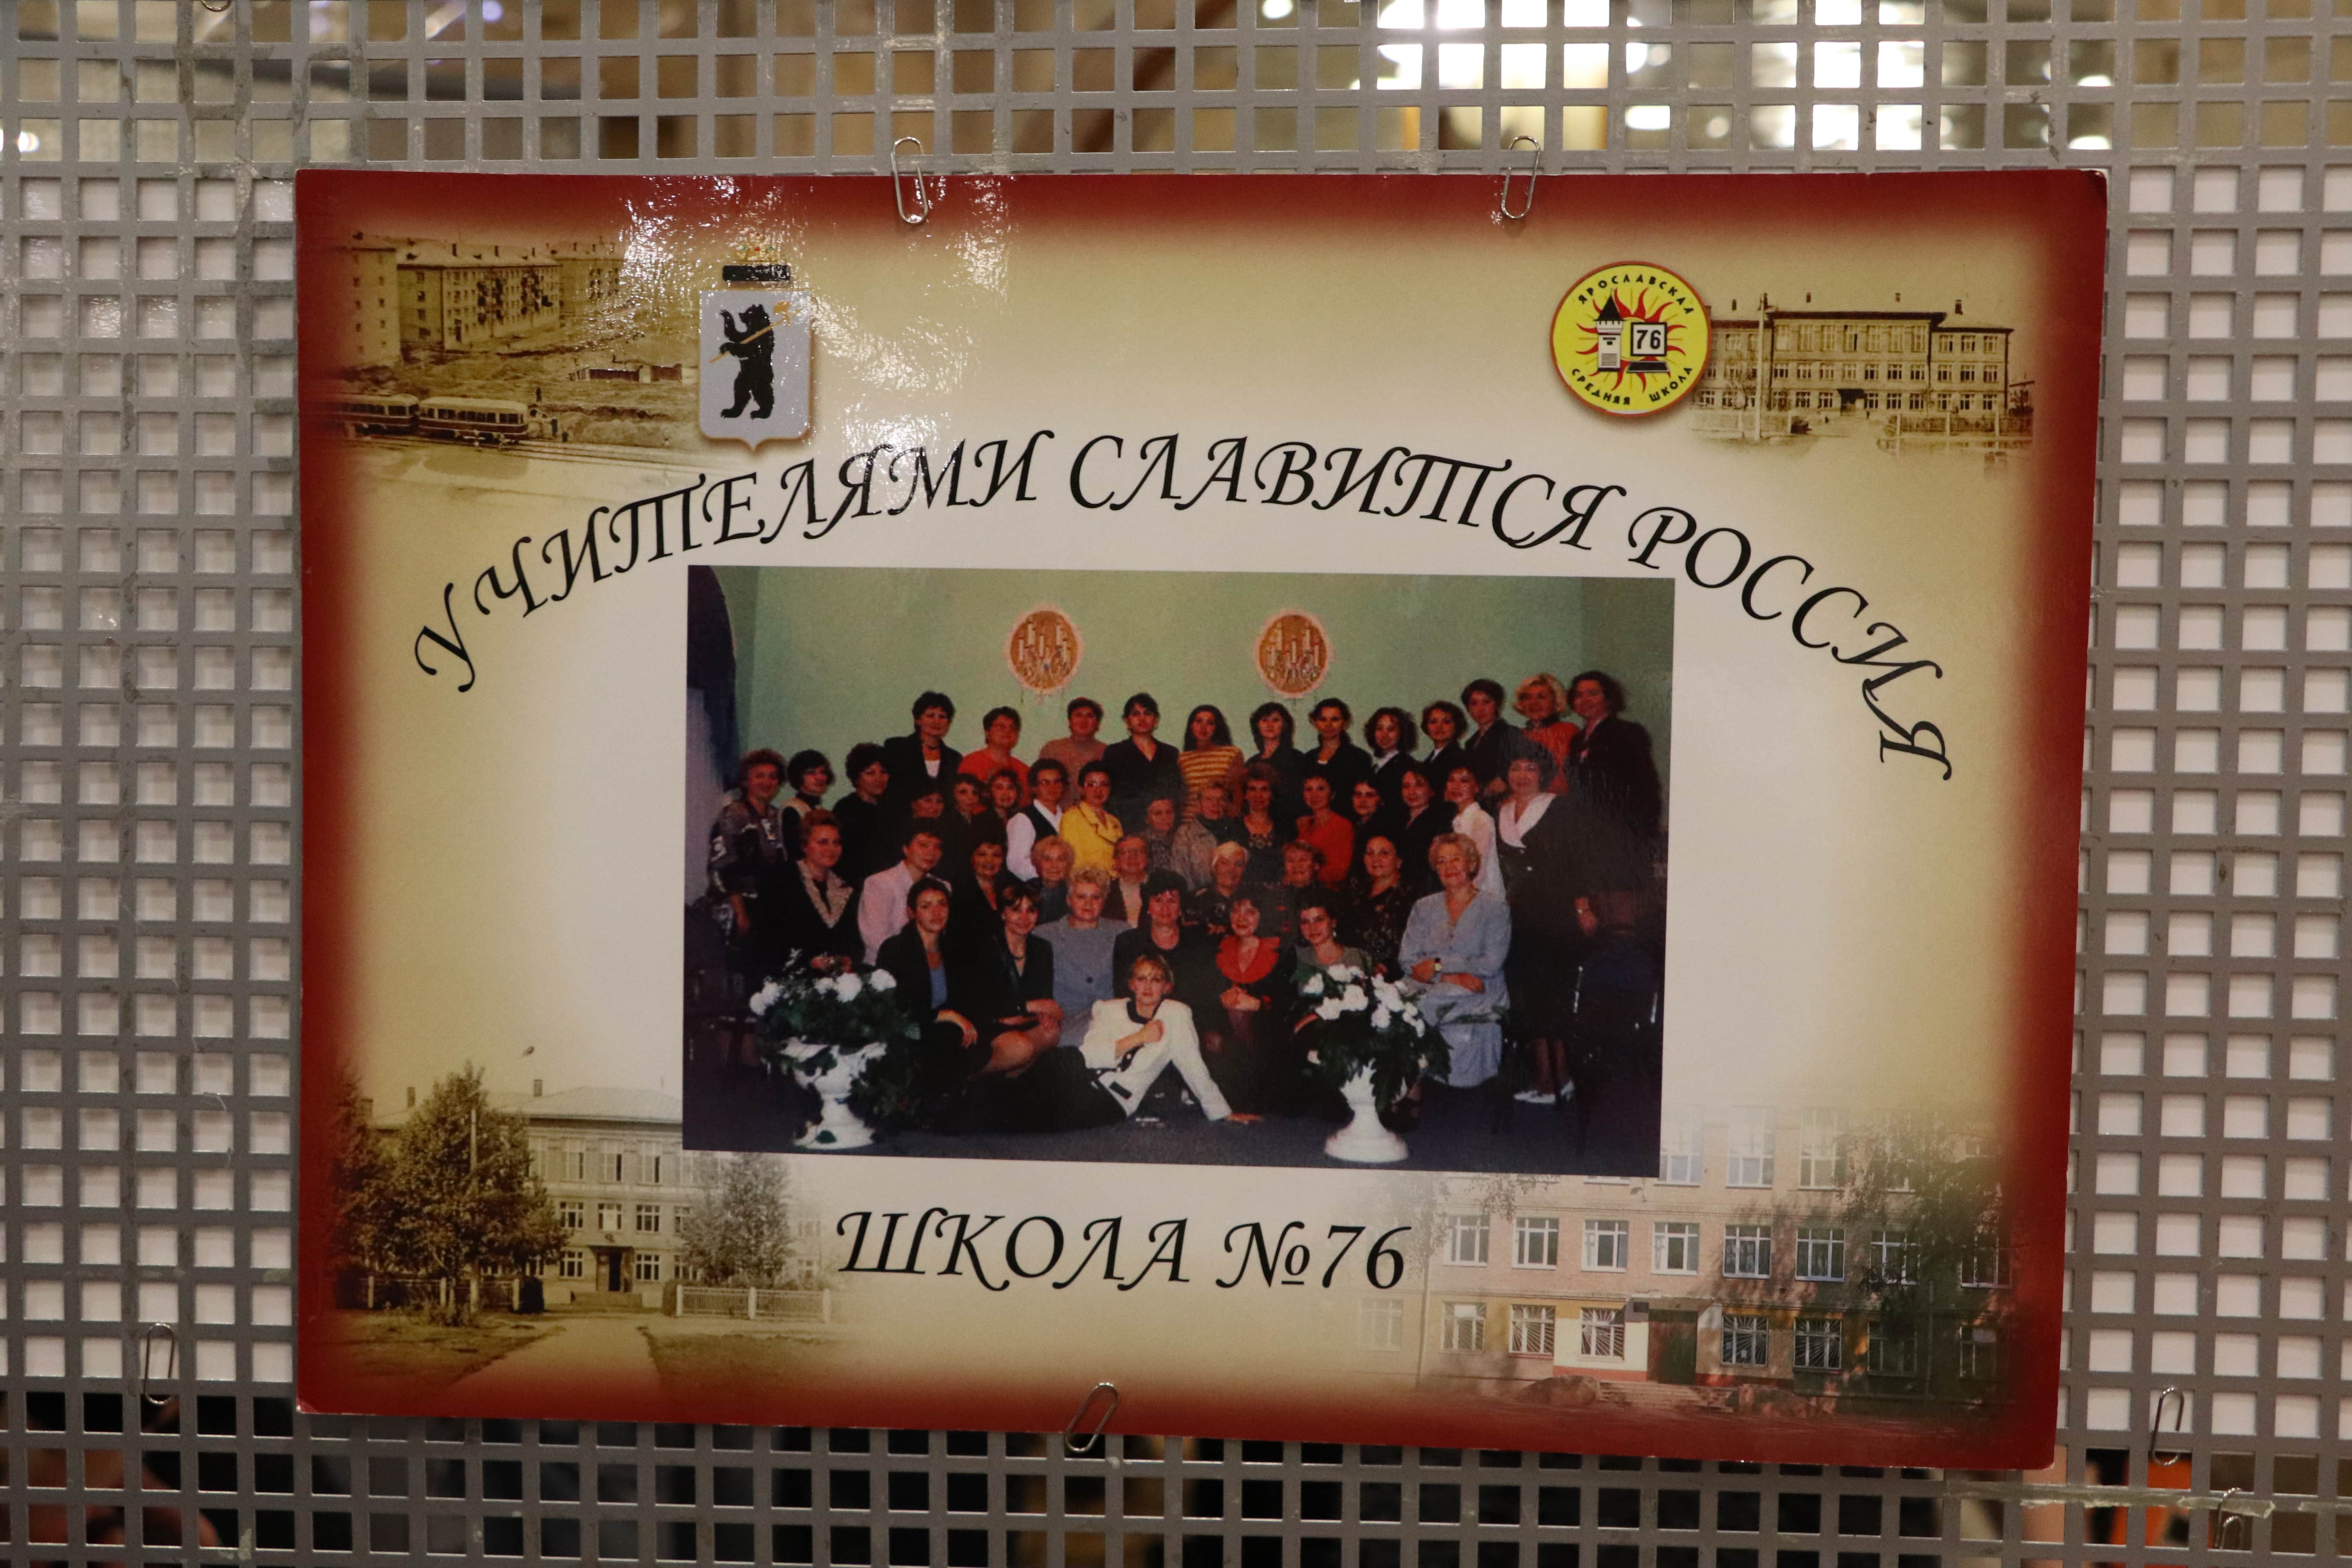 ЯРОСЛАВСКАЯ
76
СРЕДНЯЯ ШКОЛА
УЧИТЕЛЯМИ СЛАВИТСЯ РОССИЯ
ШКОЛА №76